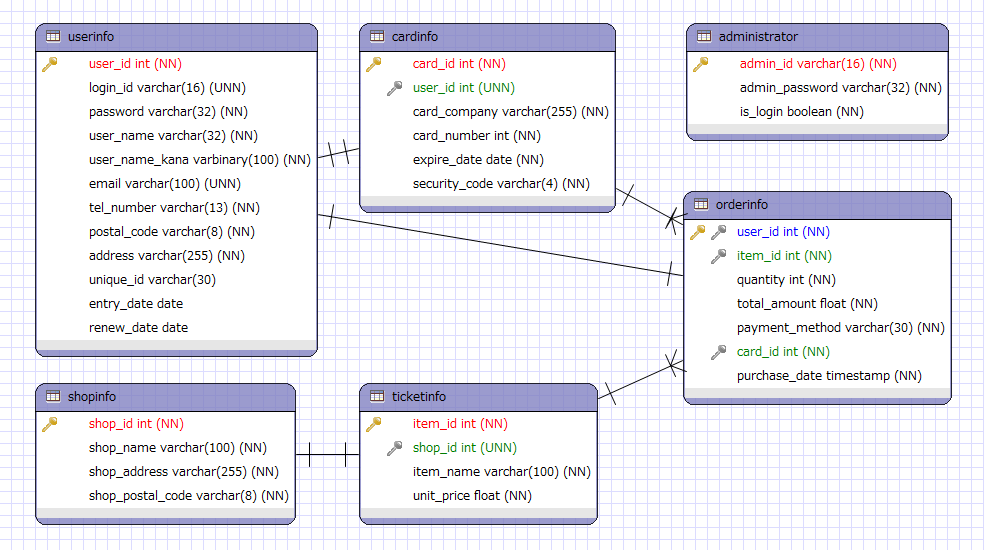 userinfo
user_id int (NN)
login_id varchar(16) (UNN)
password varchar(32) (NN)
user_name varchar(32) (NN)
user_name_kana varbinary(100) (NN)
email varchar(100) (UNN)
tel_number varchar(13) (NN)
postal_code varchar(8) (NN)
address varchar(255) (NN)
unique_id varchar(30)
entry_date date
renew_date date
cardinfo
card_id int (NN)
user_id int (UNN)
card_company varchar(255) (NN)
card_number int (NN)
expire_date date (NN)
security_code varchar(4) (NN)
administrator
admin_id varchar(16) (NN)
admin_password varchar(32) (NN)
is_login boolean (NN)
orderinfo
user_id int (NN)
item_id int (NN)
quantity int (NN)
total_amount float (NN)
payment_method varchar(30) (NN)
card_id int (NN)
purchase_date timestamp (NN)
shopinfo
shop_id int (NN)
shop_name varchar(100) (NN)
shop_address varchar(255) (NN)
shop_postal_code varchar(8) (NN)
ticketinfo
item_id int (NN)
shop_id int (UNN)
item_name varchar(100) (NN)
unit_price float (NN)